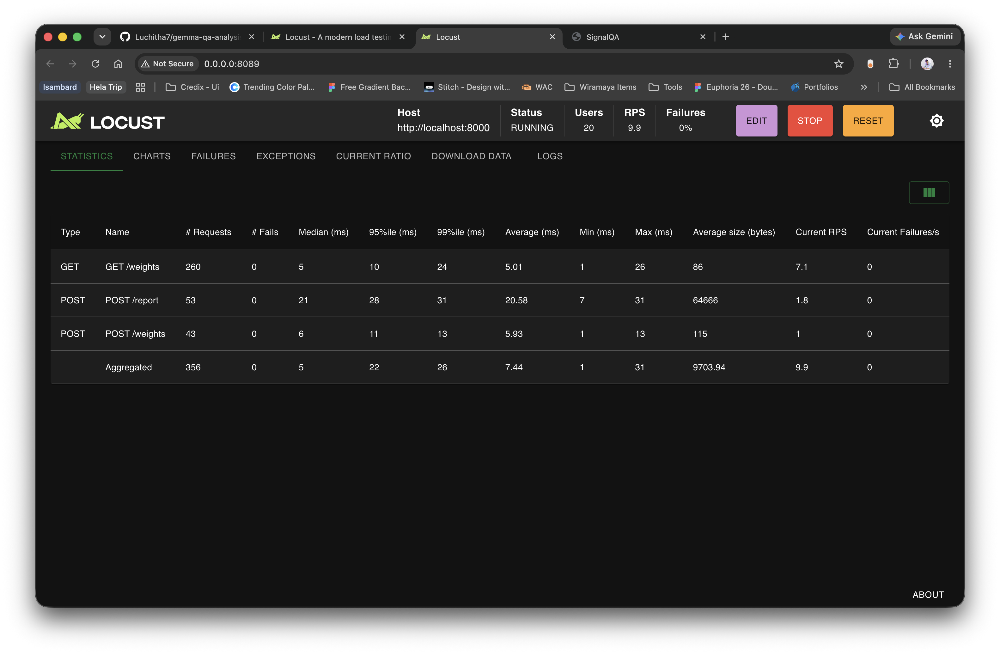 Luchitha7/gemma-qa-analysi
Locust - A modern load testin
Locust
SignalQA
Ask Gemini
Not Secure 0.0.0.0:8089
Isambard Hela Trip Credix - Ui Trending Color Pal... Free Gradient Bac... Stitch - Design wit... WAC Wiramaya Items Tools Euphoria 26 - Dou... Portfolios All Bookmarks
LOCUST
Host Status Users RPS Failures
http://localhost:8000 RUNNING 20 9.9 0%
EDIT STOP RESET
STATISTICS CHARTS FAILURES EXCEPTIONS CURRENT RATIO DOWNLOAD DATA LOGS
Type Name # Requests # Fails Median (ms) 95%ile (ms) 99%ile (ms) Average (ms) Min (ms) Max (ms) Average size (bytes) Current RPS Current Failures/s
GET GET /weights 260 0 5 10 24 5.01 1 26 86 7.1 0
POST POST /report 53 0 21 28 31 20.58 7 31 64666 1.8 0
POST POST /weights 43 0 6 11 13 5.93 1 13 115 1 0
Aggregated 356 0 5 22 26 7.44 1 31 9703.94 9.9 0
ABOUT